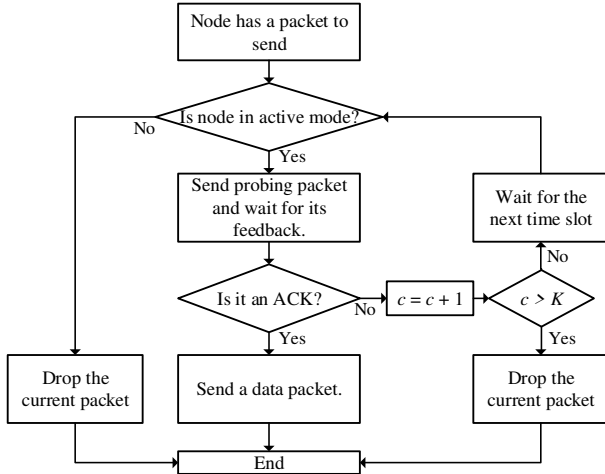 Node has a packet to
send
Is node in active mode?
No
Yes
Send probing packet
and wait for its
feedback.
Wait for the
next time slot
No
Is it an ACK?
No
c = c + 1
c > K
Yes
Yes
Drop the
current packet
Send a data packet.
Drop the
current packet
End